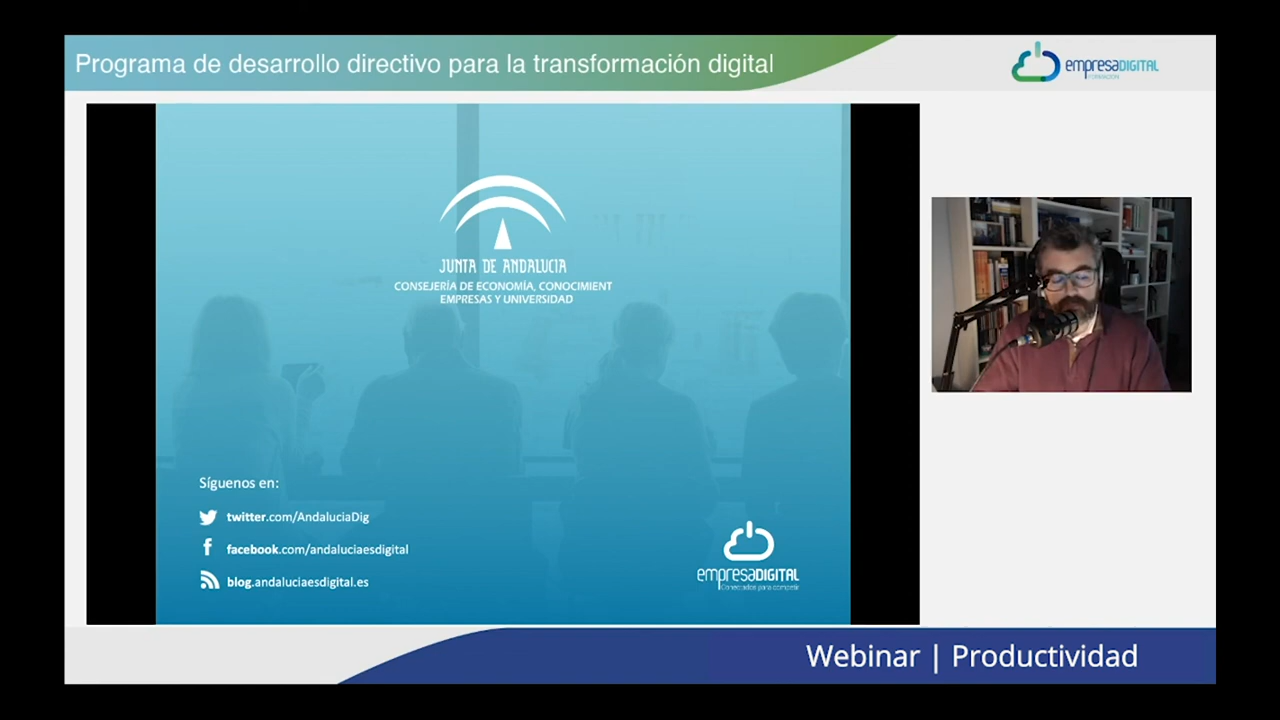 Programa de desarrollo directivo para la transformación digital
empresaDIGITAL
FORMACIÓN
JUNTA DE ANDALUCIA
CONSEJERÍA DE ECONOMÍA, CONOCIMIENT
EMPRESAS Y UNIVERSIDAD
Síguenos en:
twitter.com/AndaluciaDig
facebook.com/andaluciaesdigital
blog.andaluciaesdigital.es
empresaDIGITAL
Conectados para competir
Webinar | Productividad